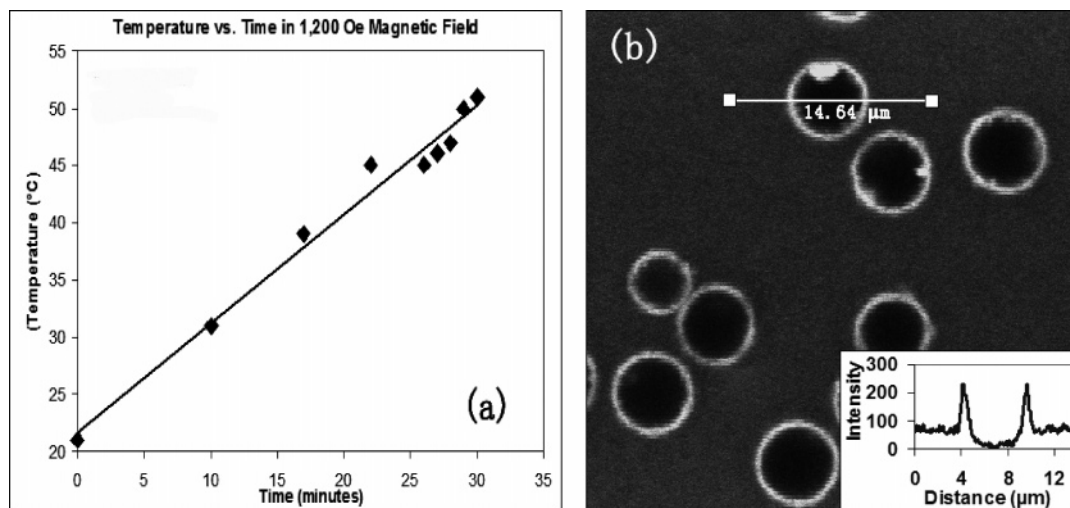 Temperature vs. Time in 1,200 Oe Magnetic Field
55
50
45
40
35
30
25
20
(Temperature (°C)
0 5 10 15 20 25 30 35
Time (minutes)
(a)
(b)
14.64 µm
300
200
100
0
Intensity
0 4 8 12
Distance (µm)